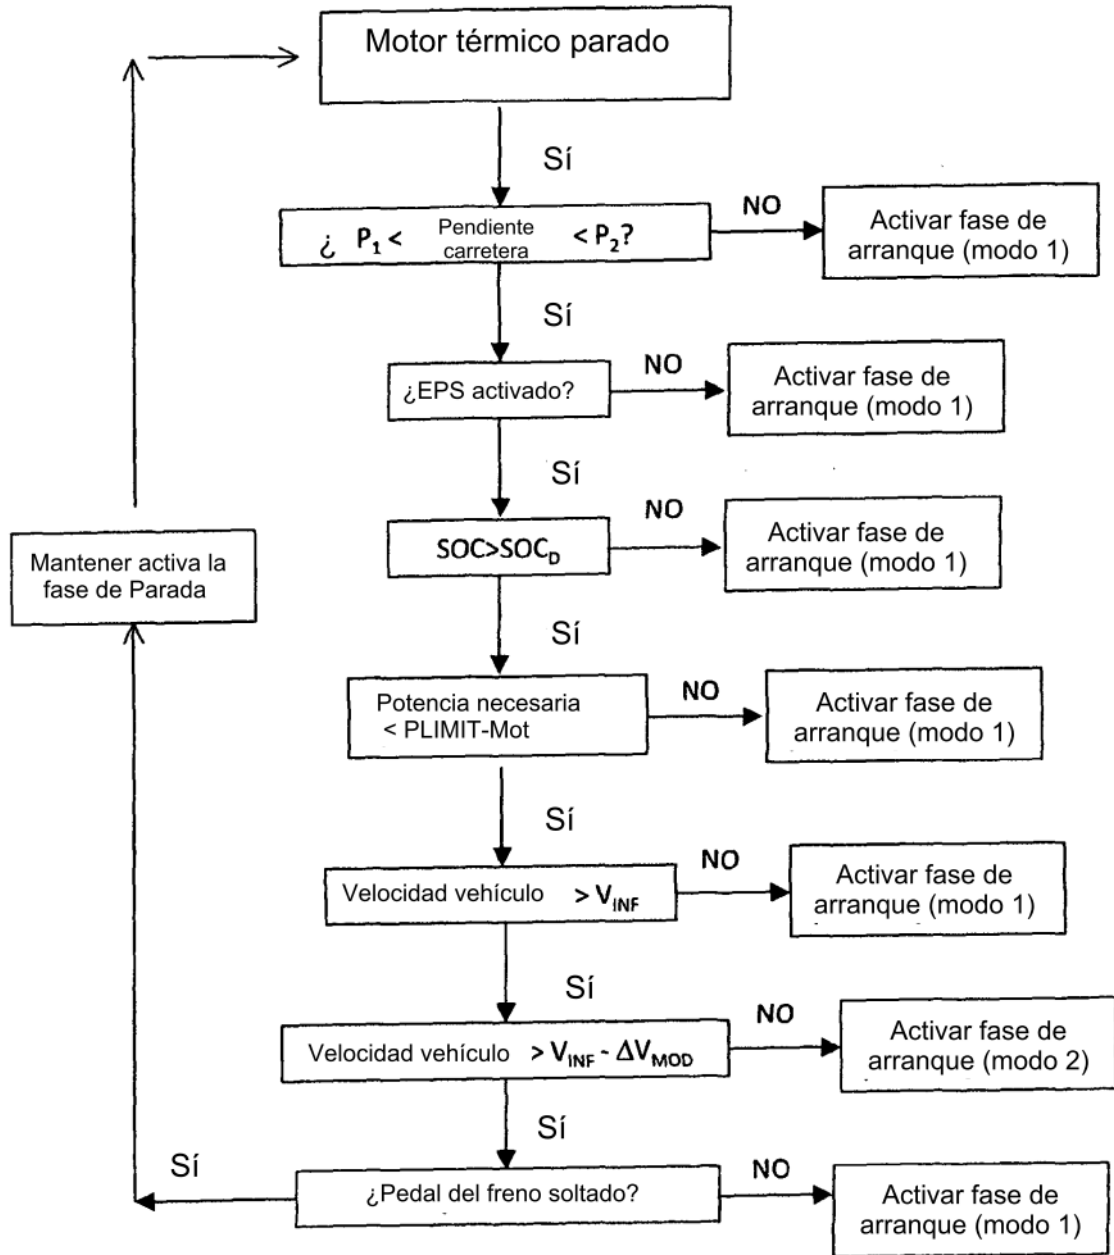 Motor térmico parado
Sí
¿ P₁ < Pendiente carretera < P₂?
NO
Activar fase de
arranque (modo 1)
Sí
¿EPS activado?
NO
Activar fase de
arranque (modo 1)
Sí
SOC>SOC_D
NO
Activar fase de
arranque (modo 1)
Mantener activa la
fase de Parada
Sí
Potencia necesaria
< PLIMIT-Mot
NO
Activar fase de
arranque (modo 1)
Sí
Velocidad vehículo > V_INF
NO
Activar fase de
arranque (modo 1)
Sí
Velocidad vehículo > V_INF - ΔV_MOD
NO
Activar fase de
arranque (modo 2)
Sí
Sí
¿Pedal del freno soltado?
NO
Activar fase de
arranque (modo 1)